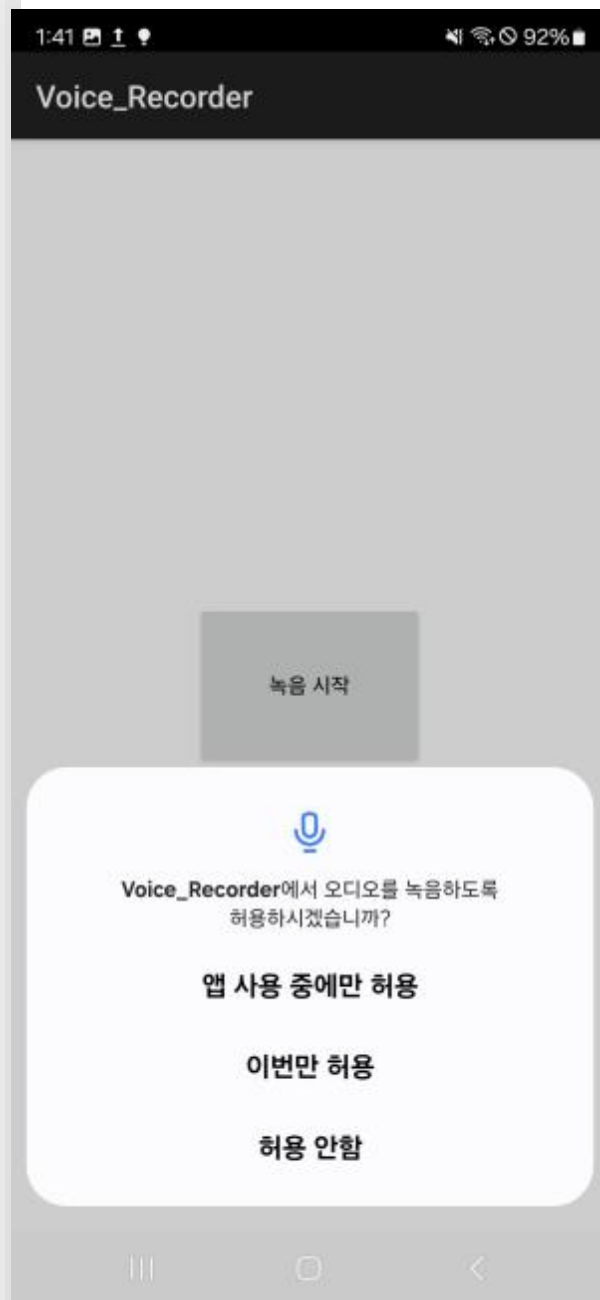 1:41 92%
Voice_Recorder
녹음 시작
Voice_Recorder에서 오디오를 녹음하도록
허용하시겠습니까?
앱 사용 중에만 허용
이번만 허용
허용 안함